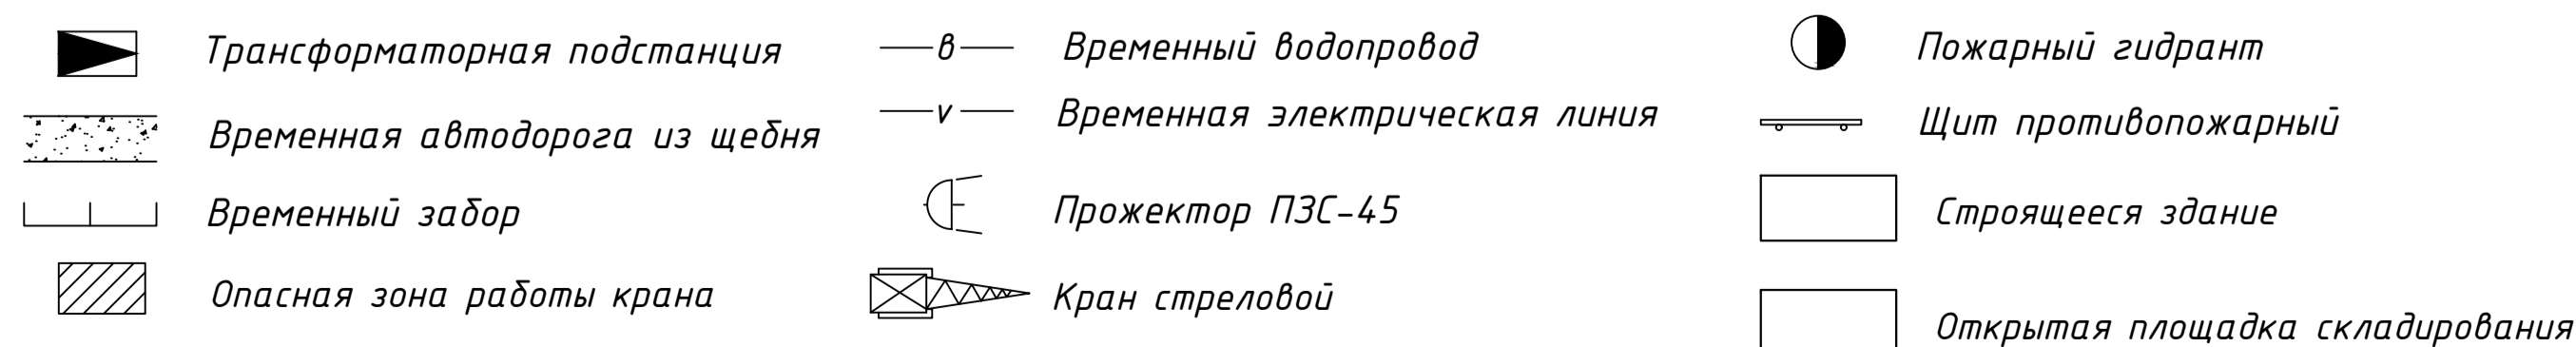 Трансформаторная подстанция
Временная автодорога из щебня
Временный забор
Опасная зона работы крана
в Временный водопровод
v Временная электрическая линия
Прожектор ПЗС-45
Кран стреловой
Пожарный гидрант
Щит противопожарный
Строящееся здание
Открытая площадка складирования